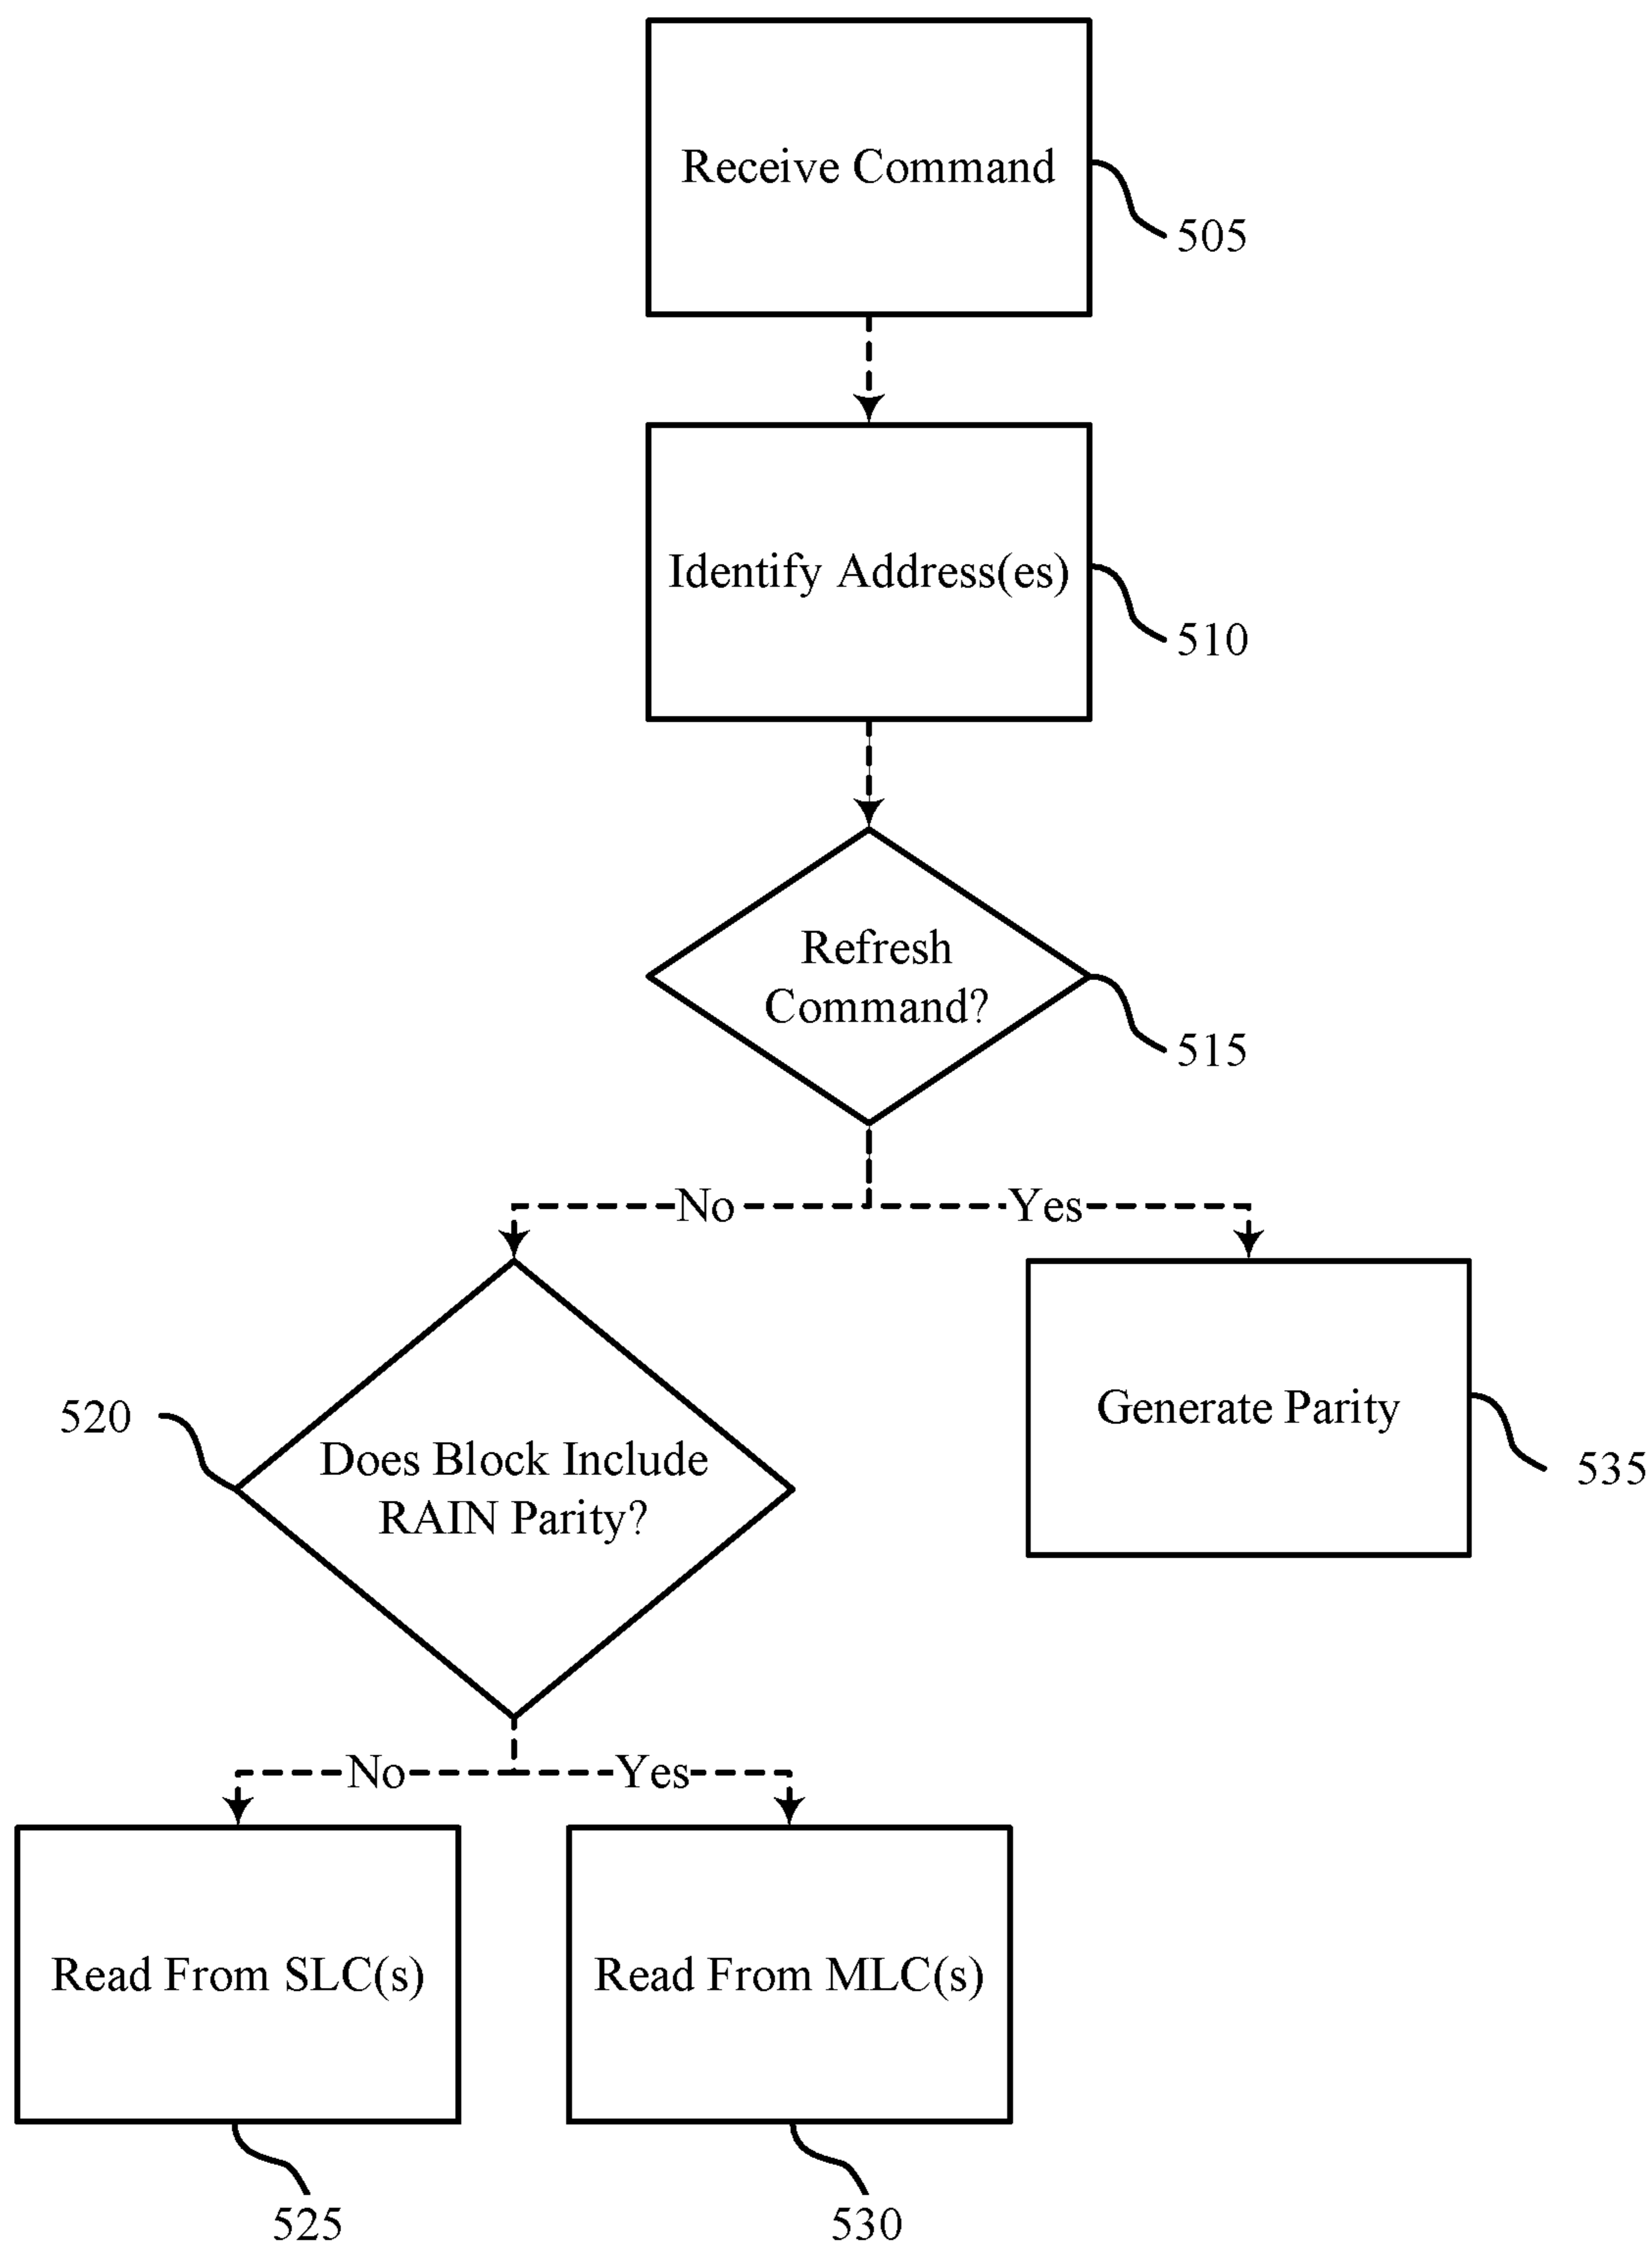 Receive Command
505
Identify Address(es)
510
Refresh
Command?
515
No
Yes
520
Does Block Include
RAIN Parity?
Generate Parity
535
No
Yes
Read From SLC(s)
Read From MLC(s)
525
530